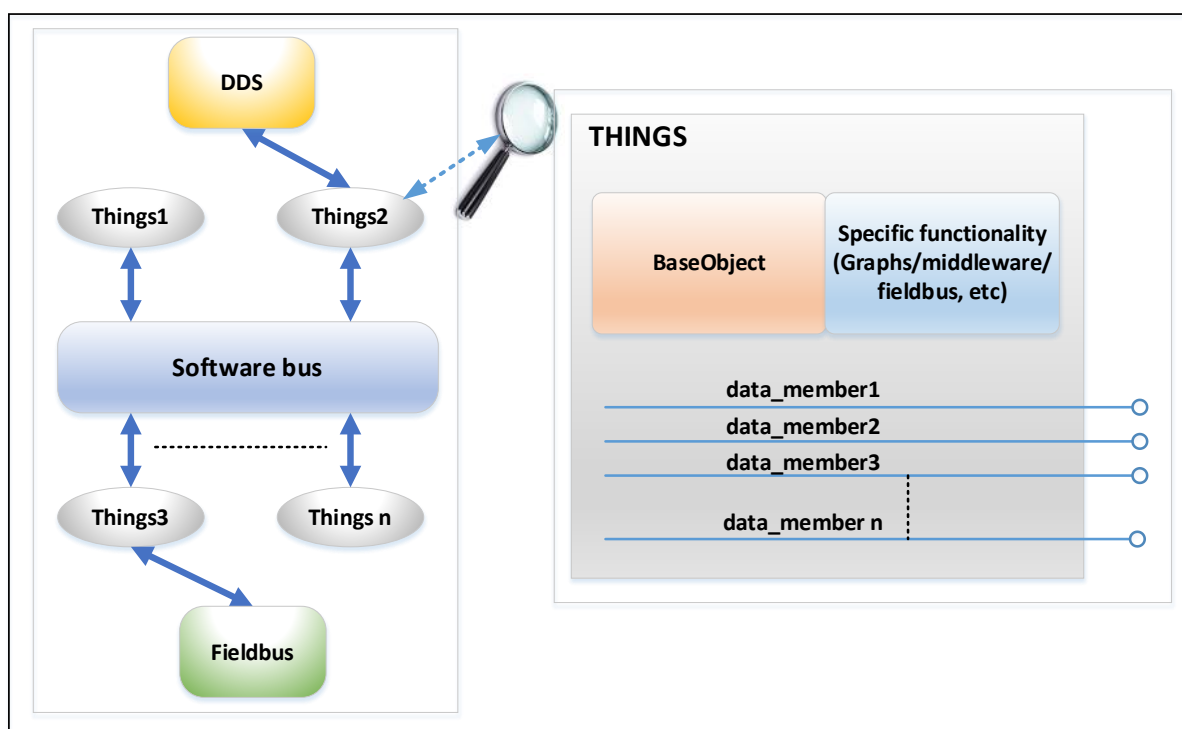 DDS
Things1
Things2
Software bus
Things3
Things n
Fieldbus
THINGS
BaseObject
Specific functionality
(Graphs/middleware/
fieldbus, etc)
data_member1
data_member2
data_member3
data_member n